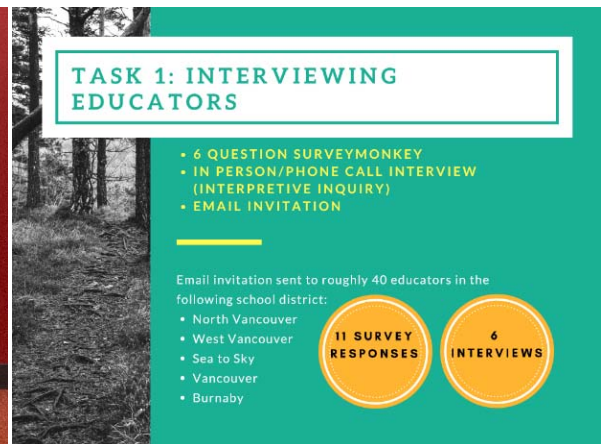 TASK 1: INTERVIEWING
EDUCATORS
• 6 QUESTION SURVEYMONKEY
• IN PERSON/PHONE CALL INTERVIEW
(INTERPRETIVE INQUIRY)
• EMAIL INVITATION
Email invitation sent to roughly 40 educators in the
following school district:
• North Vancouver
• West Vancouver
• Sea to Sky
• Vancouver
• Burnaby
11 SURVEY
RESPONSES
6
INTERVIEWS